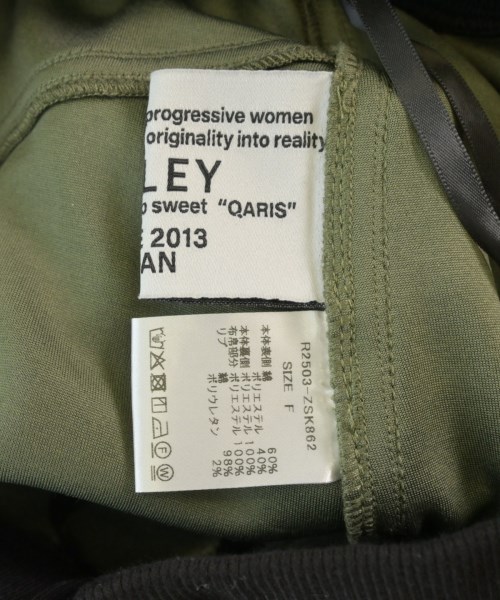 progressive women
originality into reality
LEY
sweet "QARIS"
2013
AN
R2503-ZSK862
SIZE F
本体表側 綿 60%
ポリエステル 40%
本体裏側 ポリエステル 100%
布帛部分 ポリエステル 100%
リブ 綿 98%
ポリウレタン 2%
F
W